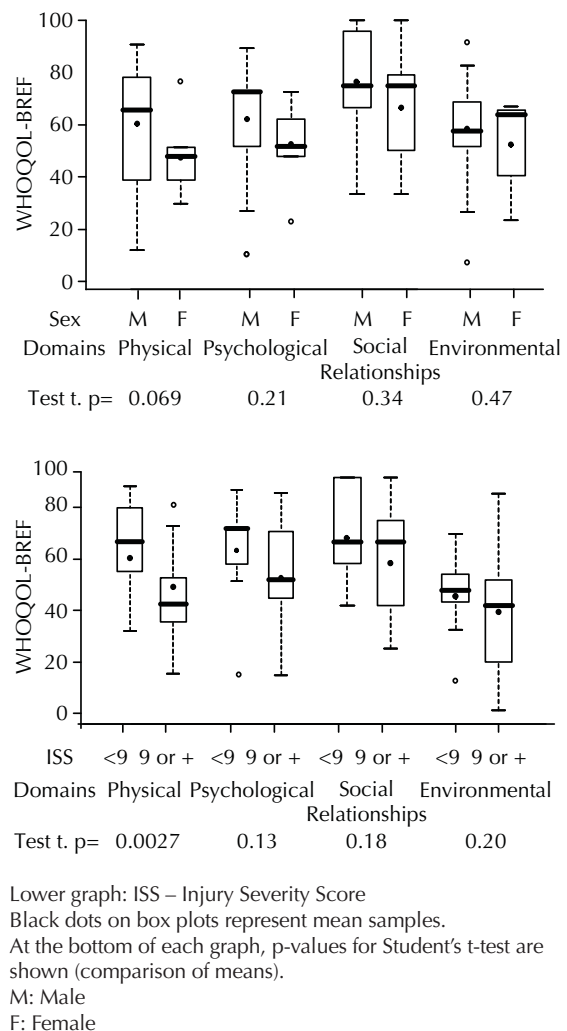 100
80
60
40
20
0
WHOQOL-BREF
Sex M F M F M F M F
Domains Physical Psychological Social Relationships Environmental
Test t. p= 0.069 0.21 0.34 0.47
100
80
60
40
20
0
WHOQOL-BREF
ISS <9 9 or + <9 9 or + <9 9 or + <9 9 or +
Domains Physical Psychological Social Relationships Environmental
Test t. p= 0.0027 0.13 0.18 0.20
Lower graph: ISS – Injury Severity Score
Black dots on box plots represent mean samples.
At the bottom of each graph, p-values for Student’s t-test are
shown (comparison of means).
M: Male
F: Female